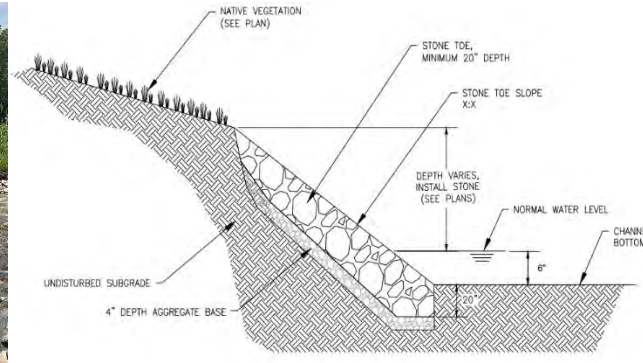 NATIVE VEGETATION
(SEE PLAN)
STONE TOE,
MINIMUM 20" DEPTH
STONE TOE SLOPE
X:X
DEPTH VARIES,
INSTALL STONE
(SEE PLANS)
NORMAL WATER LEVEL
CHANN
BOTTOM
6"
UNDISTURBED SUBGRADE
20"
4" DEPTH AGGREGATE BASE